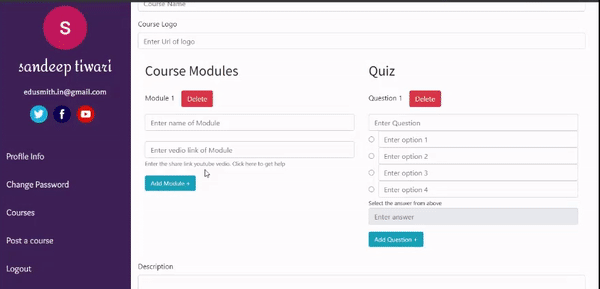 S
sandeep tiwari
edusmith.in@gmail.com
Profile Info
Change Password
Courses
Post a course
Logout
Course Name
Course Logo
Enter Url of logo
Course Modules
Module 1 Delete
Enter name of Module
Enter vedio link of Module
Enter the share link youtube vedio. Click here to get help
Add Module +
Quiz
Question 1 Delete
Enter Question
Enter option 1
Enter option 2
Enter option 3
Enter option 4
Select the answer from above
Enter answer
Add Question +
Description